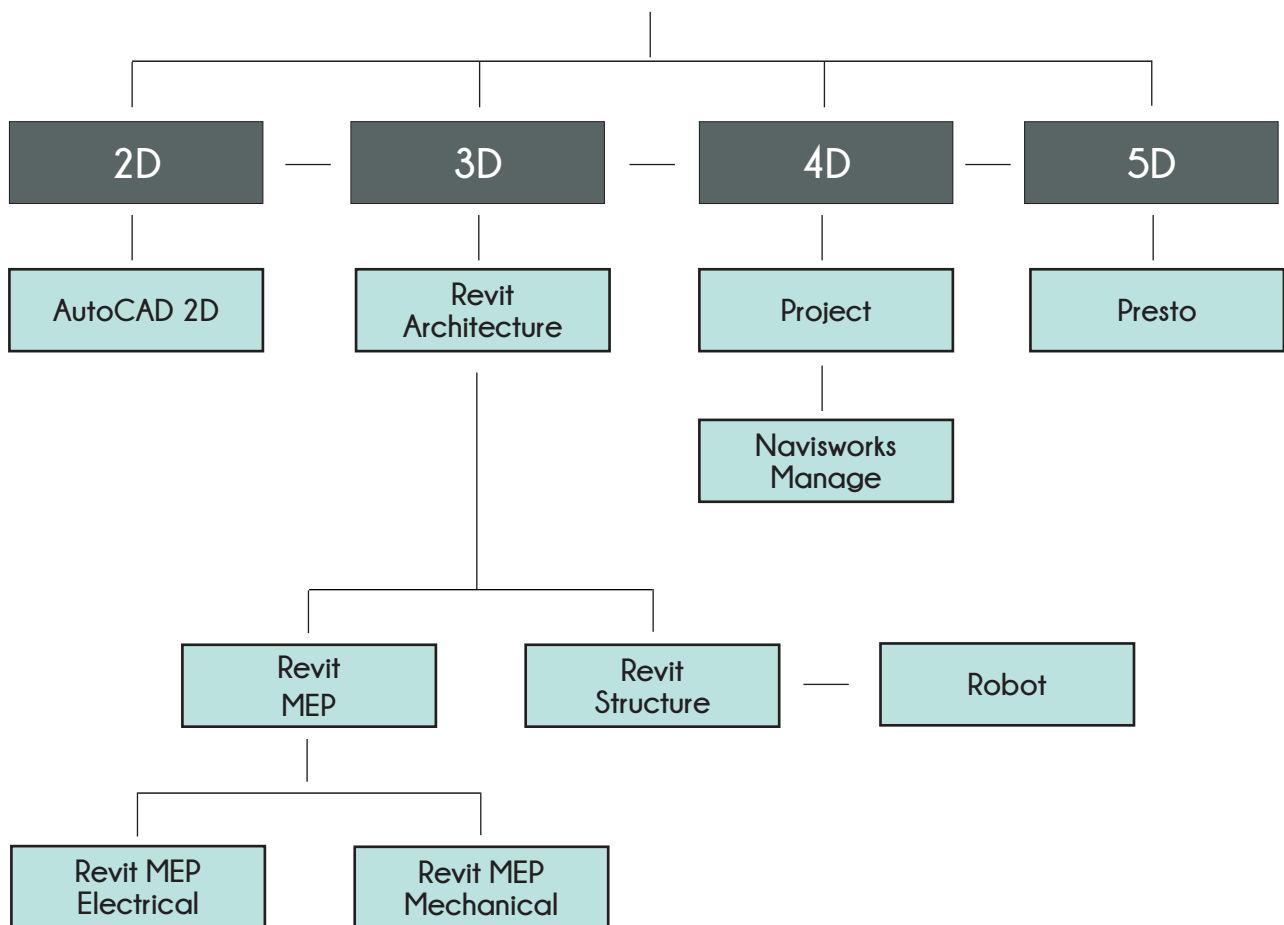 2D
3D
4D
5D
AutoCAD 2D
Revit
Architecture
Project
Presto
Navisworks
Manage
Revit
MEP
Revit
Structure
Robot
Revit MEP
Electrical
Revit MEP
Mechanical